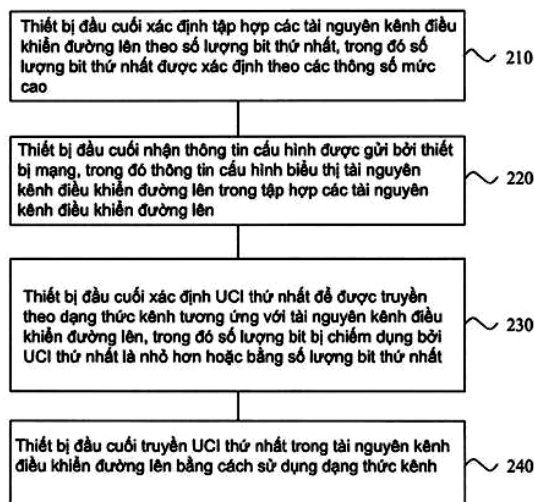 Thiết bị đầu cuối xác định tập hợp các tài nguyên kênh điều
khiển đường lên theo số lượng bit thứ nhất, trong đó số
lượng bit thứ nhất được xác định theo các thông số mức
cao
210
Thiết bị đầu cuối nhận thông tin cấu hình được gửi bởi thiết
bị mạng, trong đó thông tin cấu hình biểu thị tài nguyên
kênh điều khiển đường lên trong tập hợp các tài nguyên
kênh điều khiển đường lên
220
Thiết bị đầu cuối xác định UCI thứ nhất để được truyền
theo dạng thức kênh tương ứng với tài nguyên kênh điều
khiển đường lên, trong đó số lượng bit bị chiếm dụng bởi
UCI thứ nhất là nhỏ hơn hoặc bằng số lượng bit thứ nhất
230
Thiết bị đầu cuối truyền UCI thứ nhất trong tài nguyên kênh
điều khiển đường lên bằng cách sử dụng dạng thức kênh
240